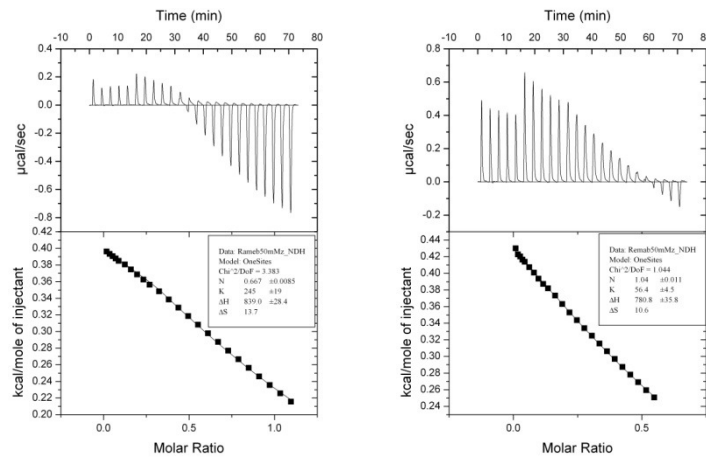 Time (min)
0 10 20 30 40 50 60 70 80
0.4
0.2
0.0
-0.2
-0.4
-0.6
-0.8
µcal/sec
0.40
0.38
0.36
0.34
0.32
0.30
0.28
0.26
0.24
0.22
0.20
kcal/mole of injectant
Data: Rameb50mMz_NDH
Model: OneSites
Chi^2/DoF = 3.383
N 0.667 ±0.0085
K 245 ±19
ΔH 839.0 ±28.4
ΔS 13.7
0.0 0.5 1.0
Molar Ratio
Time (min)
0 10 20 30 40 50 60 70 80
0.8
0.6
0.4
0.2
0.0
-0.2
µcal/sec
0.44
0.42
0.40
0.38
0.36
0.34
0.32
0.30
0.28
0.26
0.24
kcal/mole of injectant
Data: Remab50mMz_NDH
Model: OneSites
Chi^2/DoF = 1.044
N 1.04 ±0.011
K 56.4 ±4.5
ΔH 780.8 ±35.8
ΔS 10.6
0.0 0.5
Molar Ratio